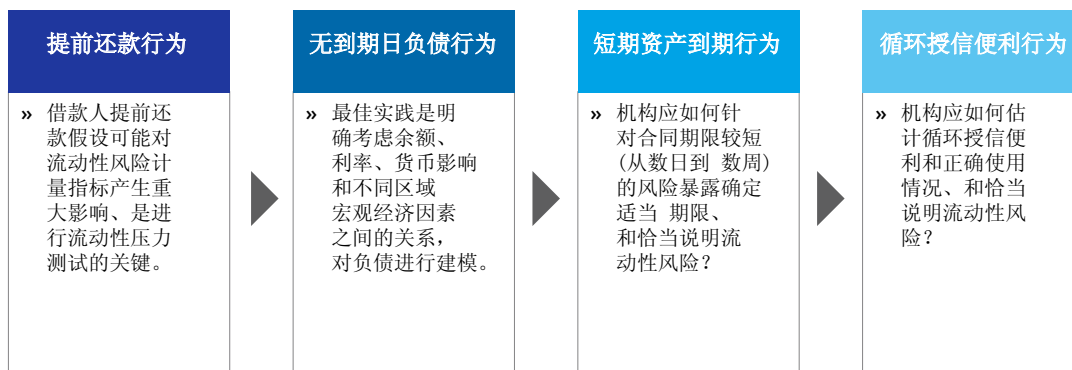 提前还款行为
» 借款人提前还
款假设可能对
流动性风险计
量指标产生重
大影响、是进
行流动性压力
测试的关键。
无到期日负债行为
» 最佳实践是明
确考虑余额、
利率、货币影响
和不同区域
宏观经济因素
之间的关系，
对负债进行建模。
短期资产到期行为
» 机构应如何针
对合同期限较短
(从数日到 数周)
的风险暴露确定
适当 期限、
和恰当说明流
动性风险？
循环授信便利行为
» 机构应如何估
计循环授信便
利和正确使用
情况、和恰当
说明流动性风
险？